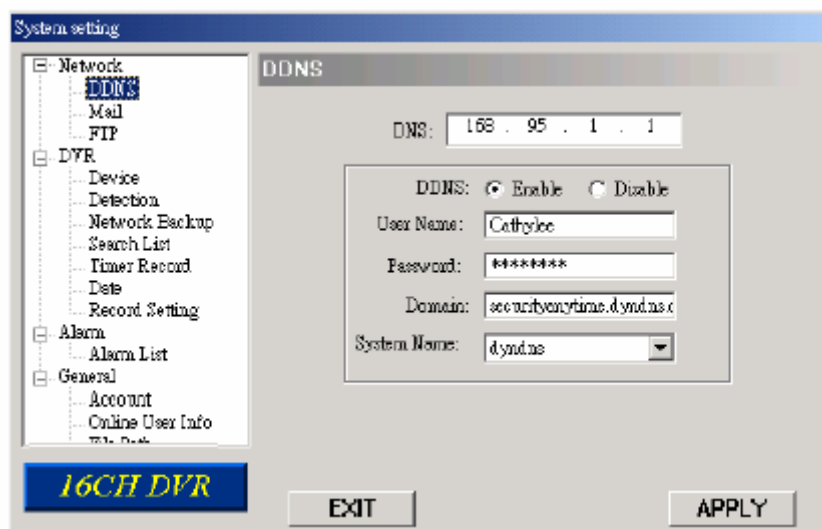 System setting
Network
DDNS
Mail
FTP
DVR
Device
Detection
Network Backup
Search List
Timer Record
Date
Record Setting
Alarm
Alarm List
General
Account
Online User Info
File Path
16CH DVR
DDNS
DNS: 168 . 95 . 1 . 1
DDNS: Enable Disable
User Name: Cathylee
Password: ********
Domain: securityanytime.dyndns.c
System Name: dyndns
EXIT
APPLY